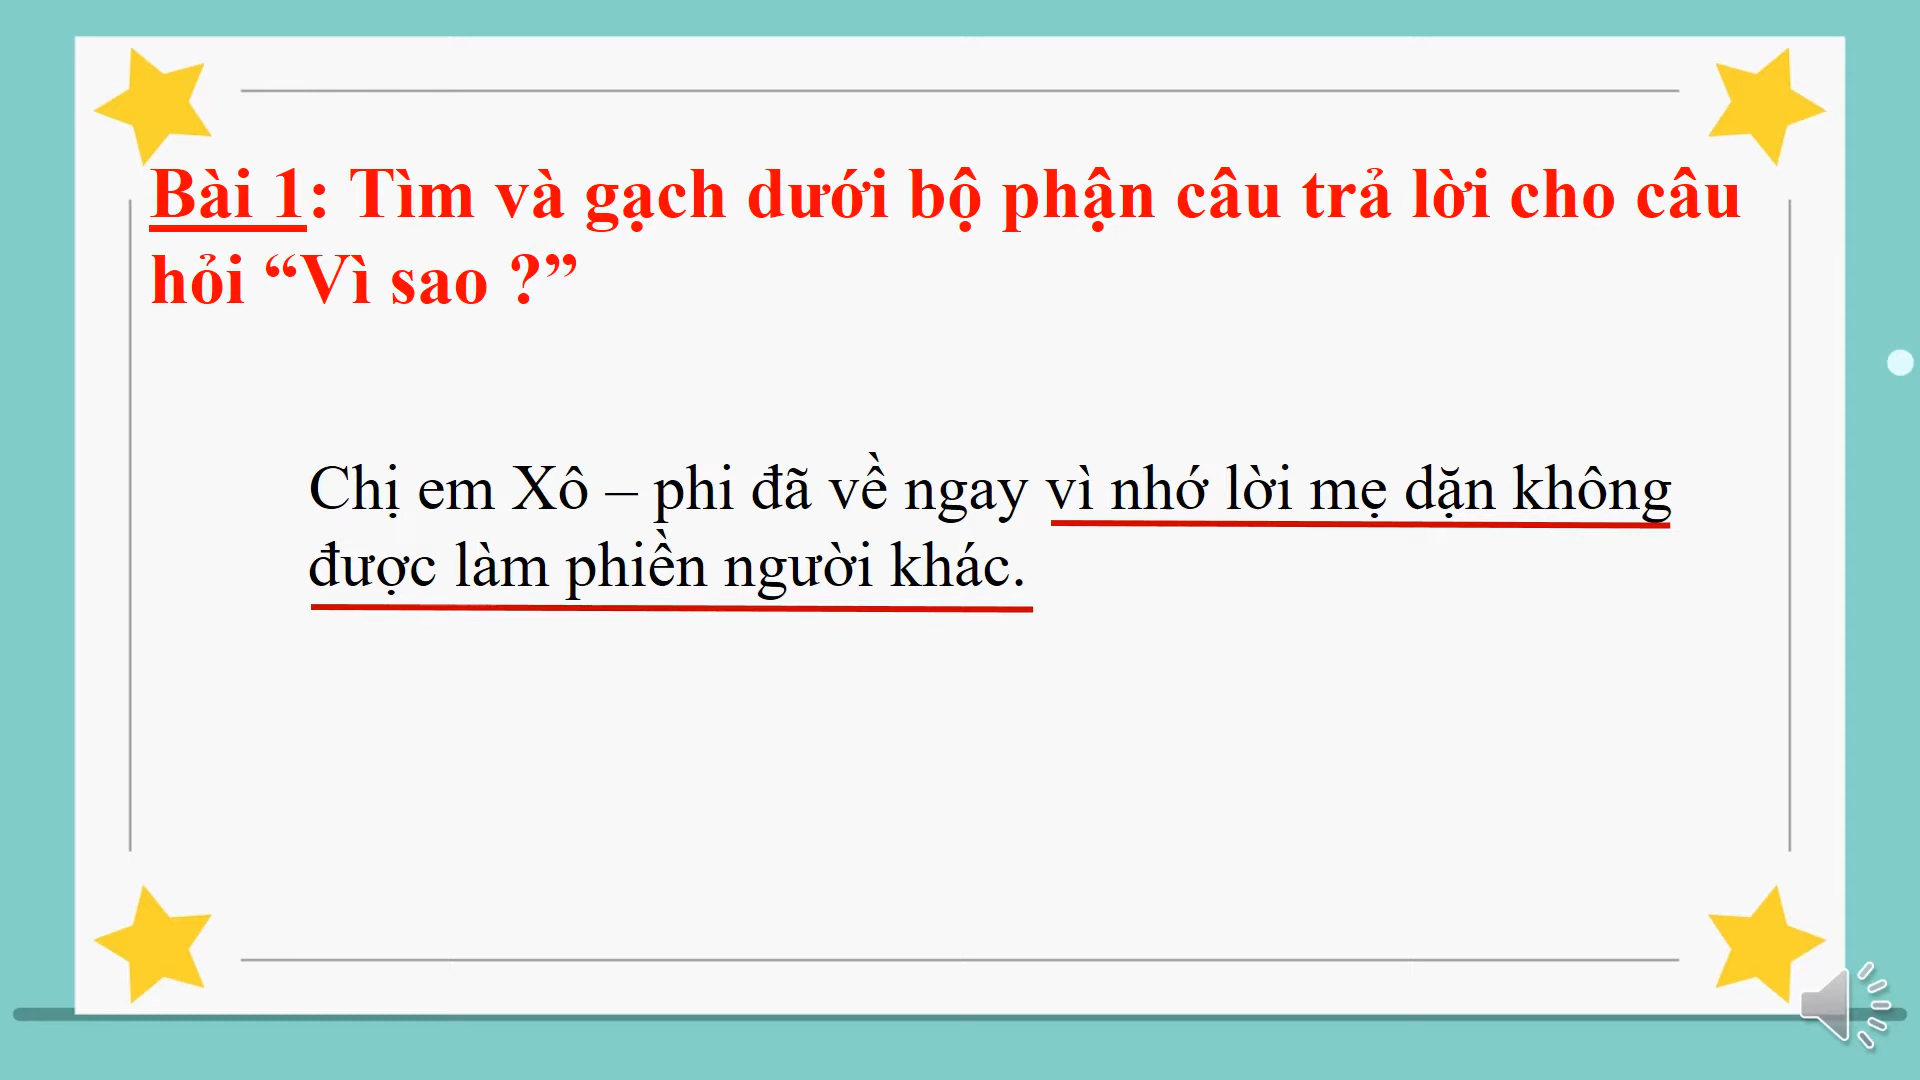 Bài 1: Tìm và gạch dưới bộ phận câu trả lời cho câu
hỏi “Vì sao ?”
Chị em Xô – phi đã về ngay vì nhớ lời mẹ dặn không
được làm phiền người khác.